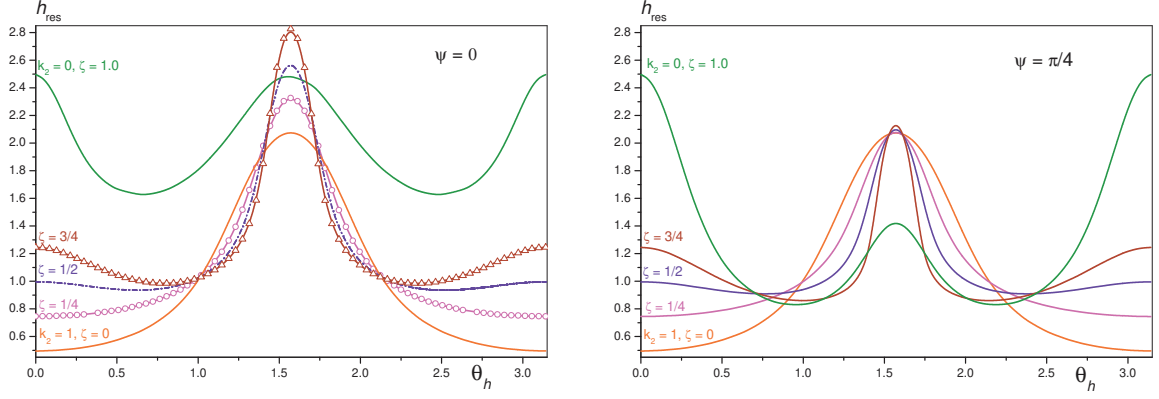 h_res
ψ = 0
2.8
2.6
2.4
2.2
2.0
1.8
1.6
1.4
1.2
1.0
0.8
0.6
k_2 = 0, ζ = 1.0
ζ = 3/4
ζ = 1/2
ζ = 1/4
k_2 = 1, ζ = 0
0.0 0.5 1.0 1.5 2.0 2.5 3.0
θ_h
h_res
ψ = π/4
2.8
2.6
2.4
2.2
2.0
1.8
1.6
1.4
1.2
1.0
0.8
0.6
k_2 = 0, ζ = 1.0
ζ = 3/4
ζ = 1/2
ζ = 1/4
k_2 = 1, ζ = 0
0.0 0.5 1.0 1.5 2.0 2.5 3.0
θ_h